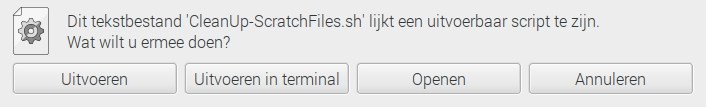 Dit tekstbestand 'CleanUp-ScratchFiles.sh' lijkt een uitvoerbaar script te zijn.
Wat wilt u ermee doen?
Uitvoeren
Uitvoeren in terminal
Openen
Annuleren